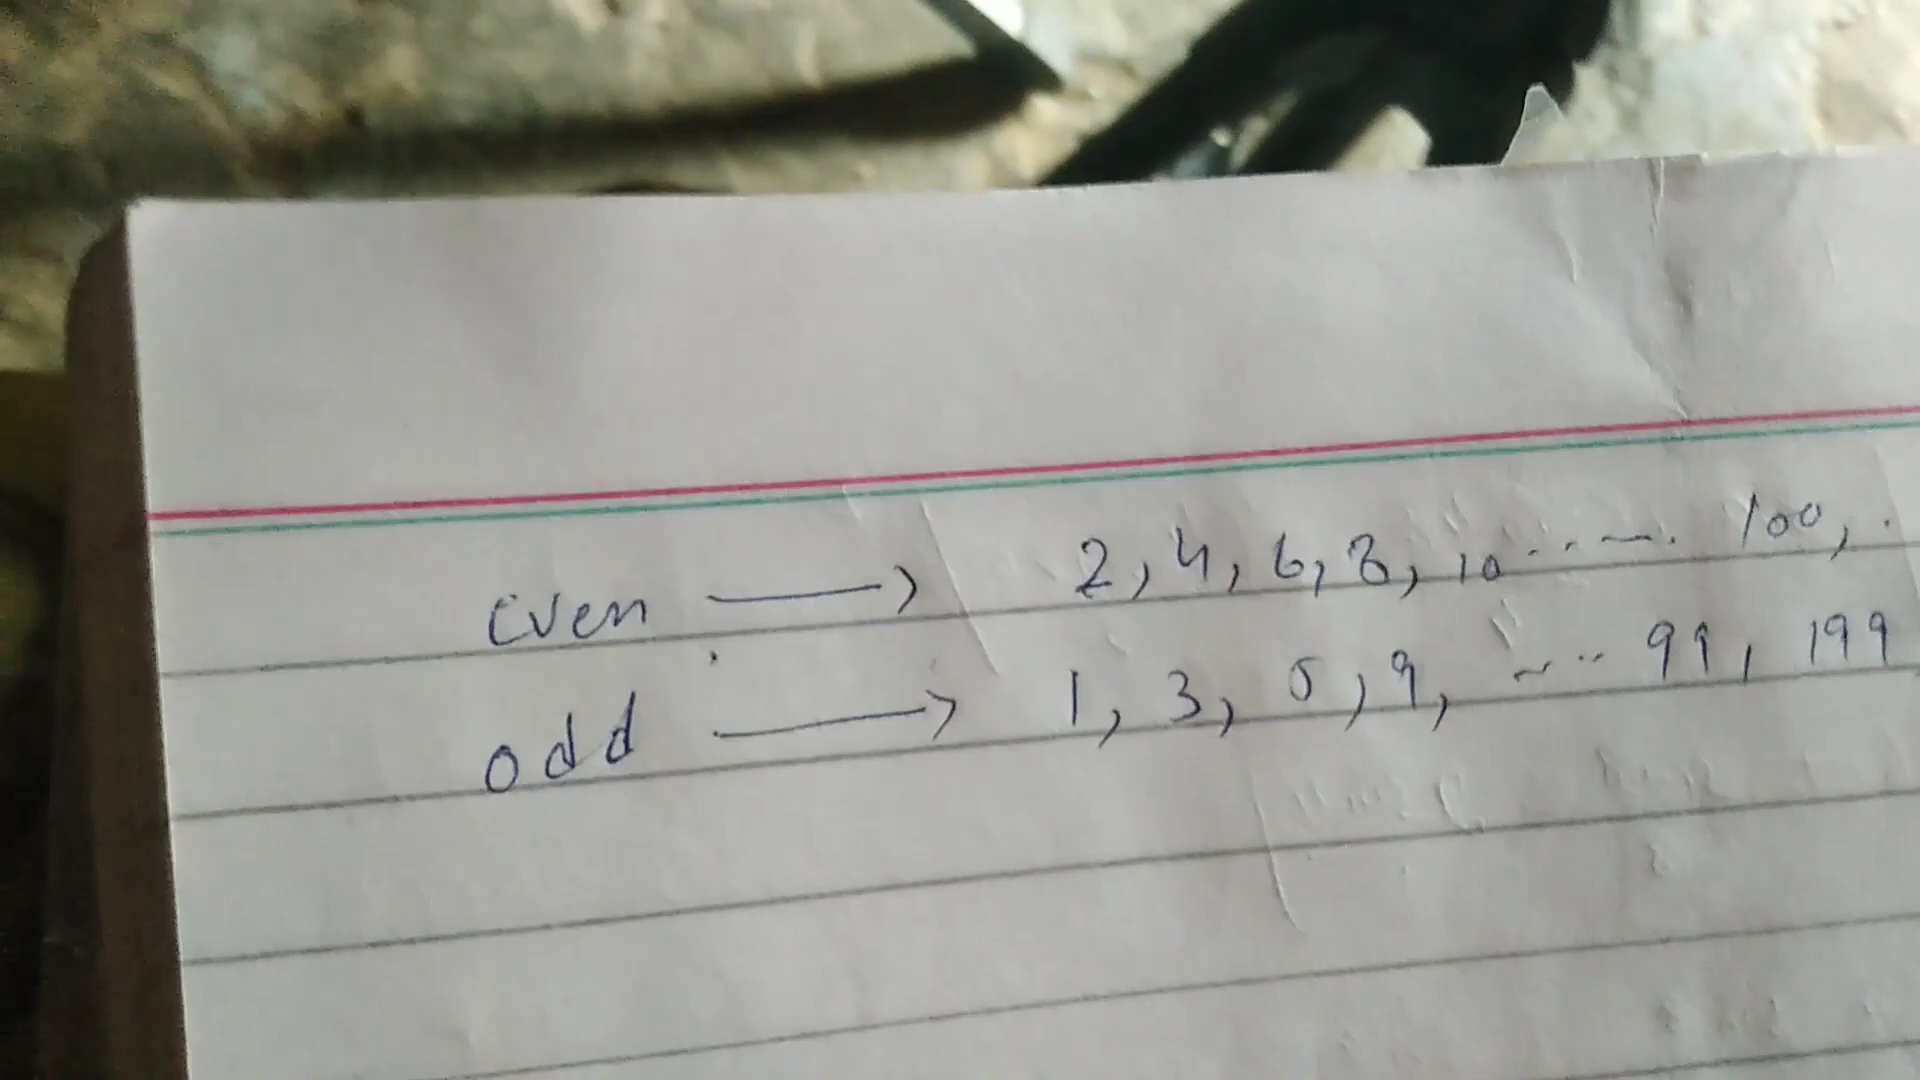 even → 2, 4, 6, 8, 10 ..... 100, .
odd → 1, 3, 5, 9, .... 99, 199